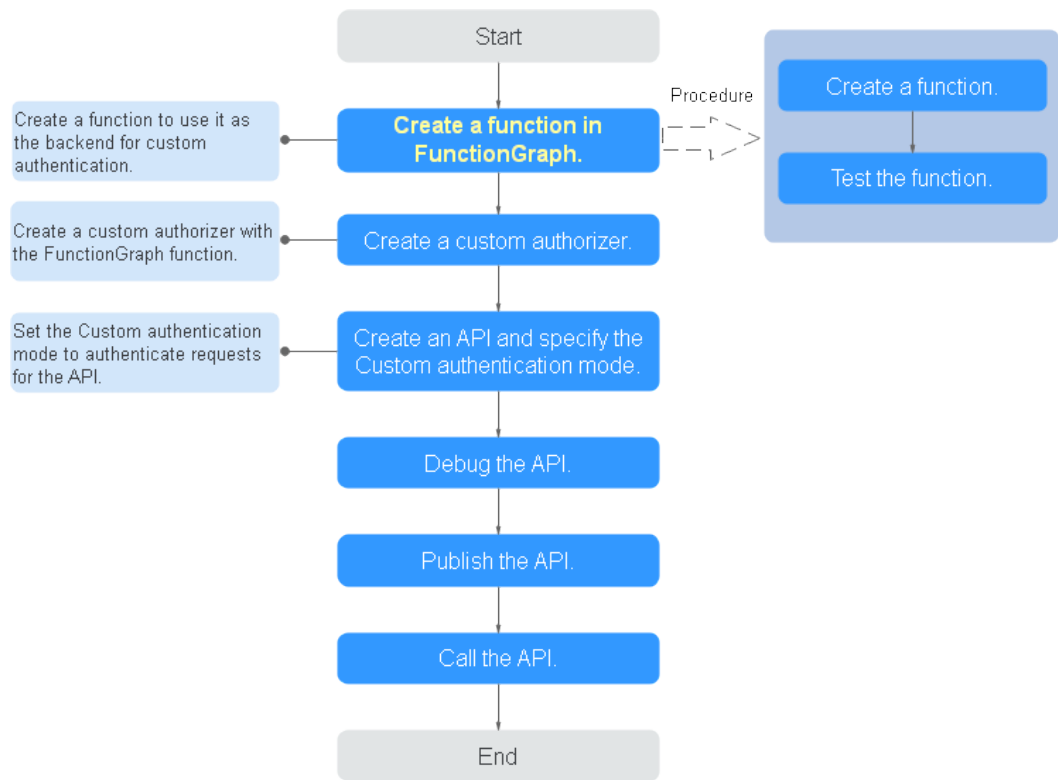 Start
Create a function to use it as
the backend for custom
authentication.
Create a function in
FunctionGraph.
Procedure
Create a function.
Test the function.
Create a custom authorizer with
the FunctionGraph function.
Create a custom authorizer.
Set the Custom authentication
mode to authenticate requests
for the API.
Create an API and specify the
Custom authentication mode.
Debug the API.
Publish the API.
Call the API.
End